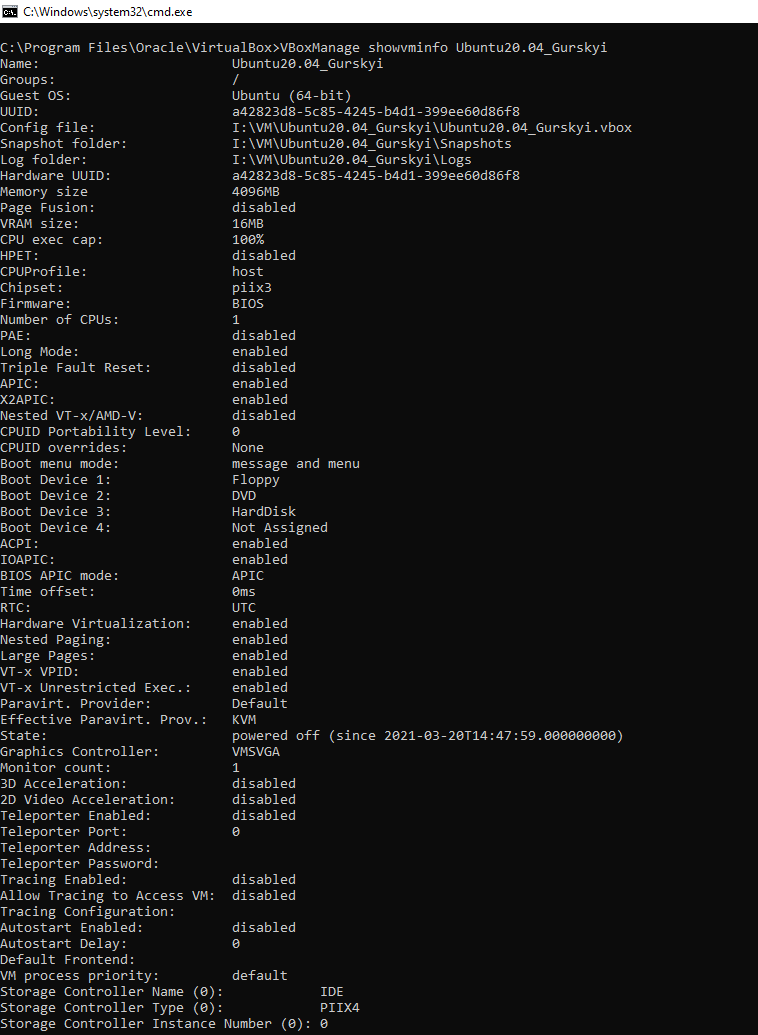 C:\Windows\system32\cmd.exe
C:\Program Files\Oracle\VirtualBox>VBoxManage showvminfo Ubuntu20.04_Gurskyi
Name:                        Ubuntu20.04_Gurskyi
Groups:                      /
Guest OS:                    Ubuntu (64-bit)
UUID:                        a42823d8-5c85-4245-b4d1-399ee60d86f8
Config file:                 I:\VM\Ubuntu20.04_Gurskyi\Ubuntu20.04_Gurskyi.vbox
Snapshot folder:             I:\VM\Ubuntu20.04_Gurskyi\Snapshots
Log folder:                  I:\VM\Ubuntu20.04_Gurskyi\Logs
Hardware UUID:               a42823d8-5c85-4245-b4d1-399ee60d86f8
Memory size                  4096MB
Page Fusion:                 disabled
VRAM size:                   16MB
CPU exec cap:                100%
HPET:                        disabled
CPUProfile:                  host
Chipset:                     piix3
Firmware:                    BIOS
Number of CPUs:              1
PAE:                         disabled
Long Mode:                   enabled
Triple Fault Reset:          disabled
APIC:                        enabled
X2APIC:                      enabled
Nested VT-x/AMD-V:           disabled
CPUID Portability Level:     0
CPUID overrides:             None
Boot menu mode:              message and menu
Boot Device 1:               Floppy
Boot Device 2:               DVD
Boot Device 3:               HardDisk
Boot Device 4:               Not Assigned
ACPI:                        enabled
IOAPIC:                      enabled
BIOS APIC mode:              APIC
Time offset:                 0ms
RTC:                         UTC
Hardware Virtualization:     enabled
Nested Paging:               enabled
Large Pages:                 enabled
VT-x VPID:                   enabled
VT-x Unrestricted Exec.:     enabled
Paravirt. Provider:          Default
Effective Paravirt. Prov.:   KVM
State:                       powered off (since 2021-03-20T14:47:59.000000000)
Graphics Controller:         VMSVGA
Monitor count:               1
3D Acceleration:             disabled
2D Video Acceleration:       disabled
Teleporter Enabled:          disabled
Teleporter Port:             0
Teleporter Address:
Teleporter Password:
Tracing Enabled:             disabled
Allow Tracing to Access VM:  disabled
Tracing Configuration:
Autostart Enabled:           disabled
Autostart Delay:             0
Default Frontend:
VM process priority:         default
Storage Controller Name (0):            IDE
Storage Controller Type (0):            PIIX4
Storage Controller Instance Number (0): 0